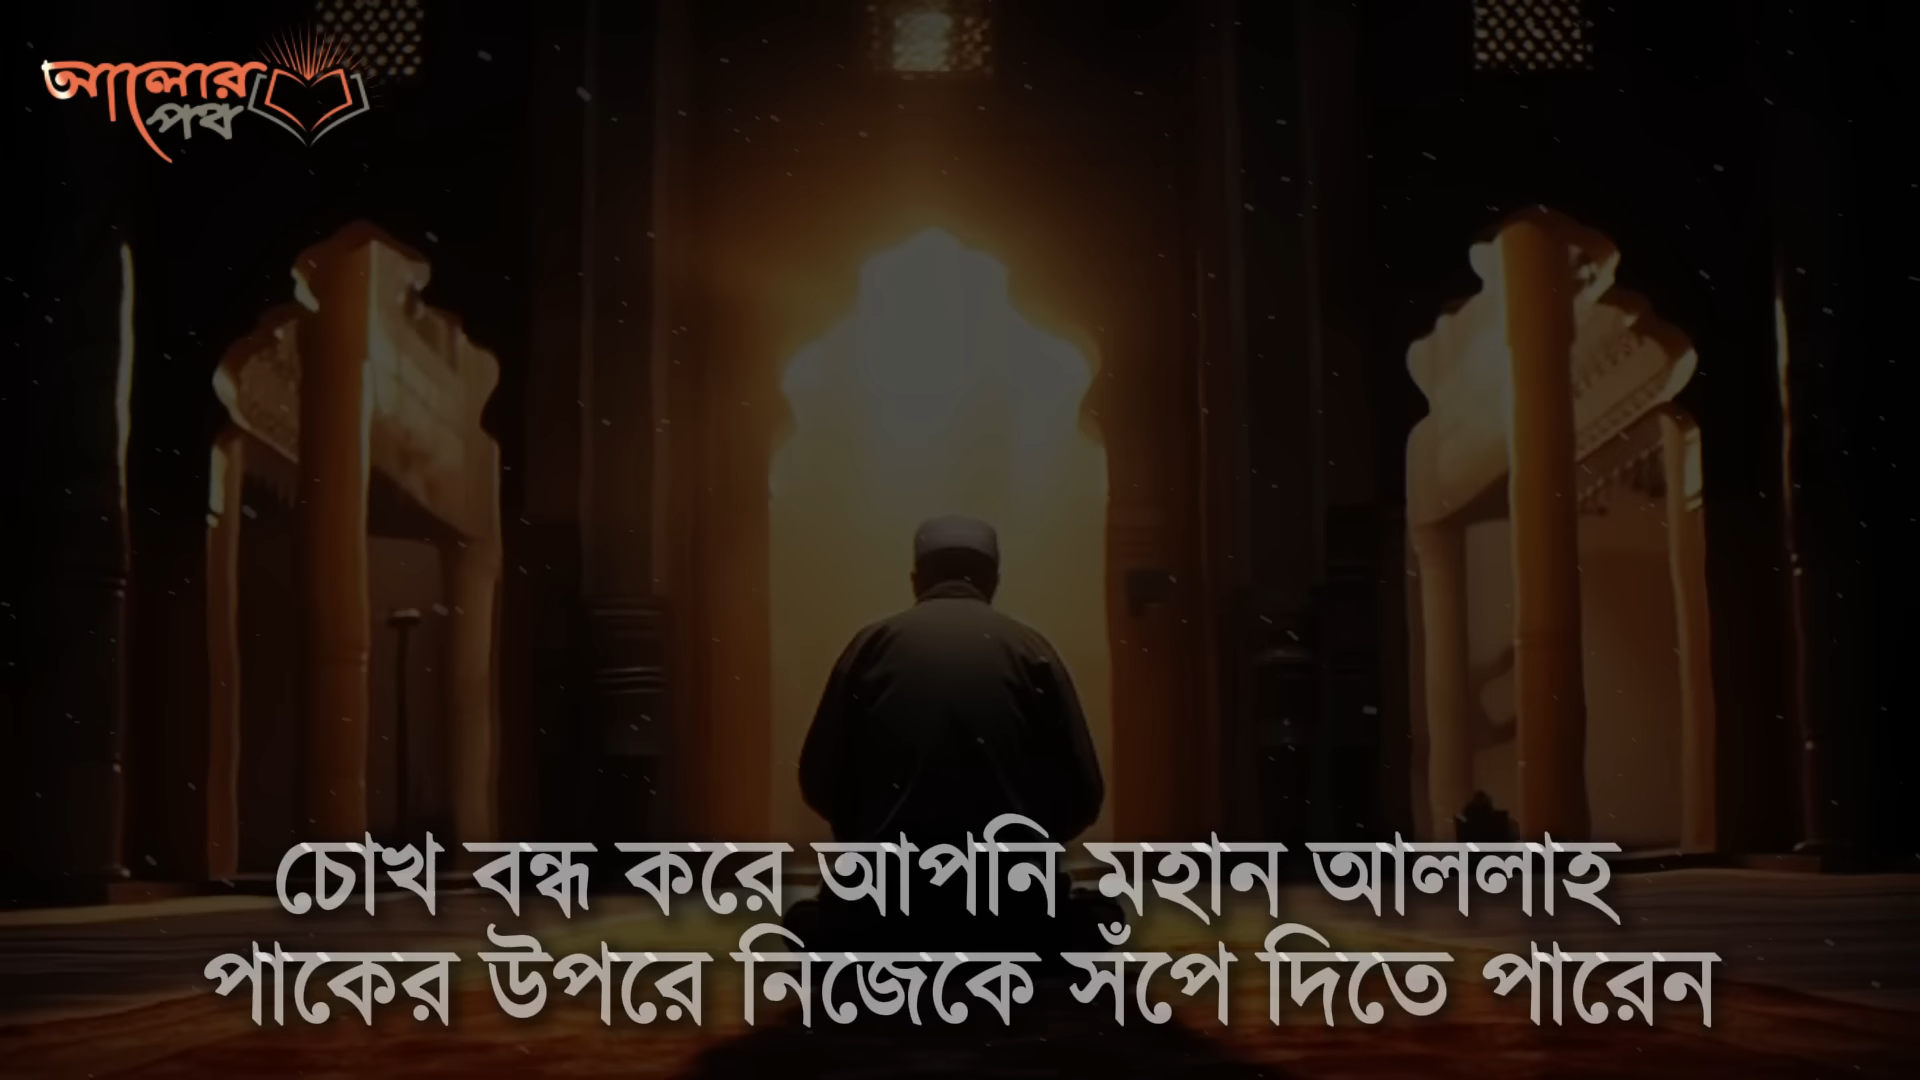 আলোর
পথ
চোখ বন্ধ করে আপনি মহান আললাহ
পাকের উপরে নিজেকে সঁপে দিতে পারেন